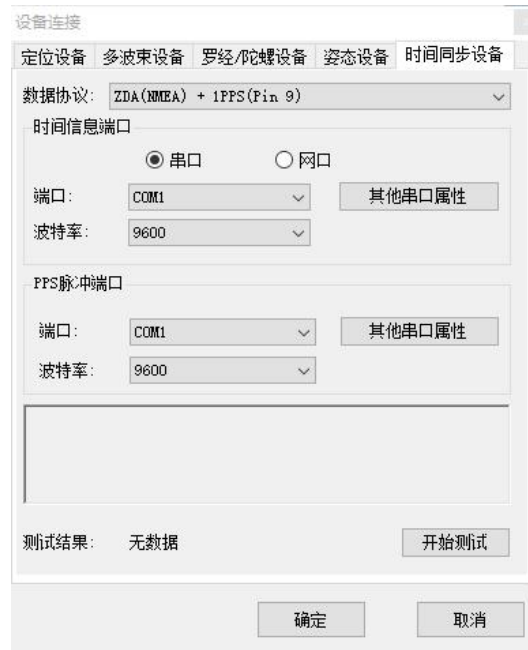 设备连接
定位设备 多波束设备 罗经/陀螺设备 姿态设备 时间同步设备
数据协议: ZDA(NMEA) + 1PPS(Pin 9)
时间信息端口
串口 网口
端口: COM1 其他串口属性
波特率: 9600
PPS脉冲端口
端口: COM1 其他串口属性
波特率: 9600
测试结果: 无数据 开始测试
确定 取消